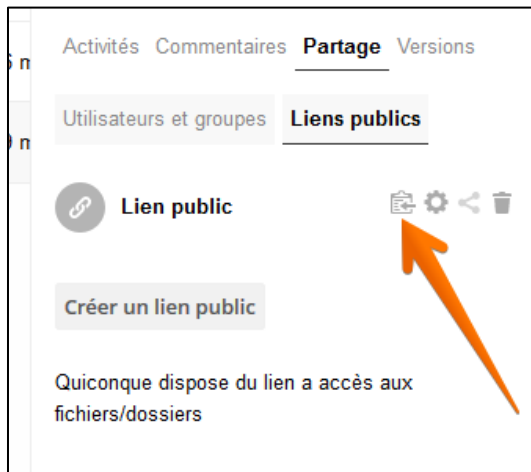 Activités Commentaires Partage Versions
Utilisateurs et groupes Liens publics
Lien public
Créer un lien public
Quiconque dispose du lien a accès aux
fichiers/dossiers